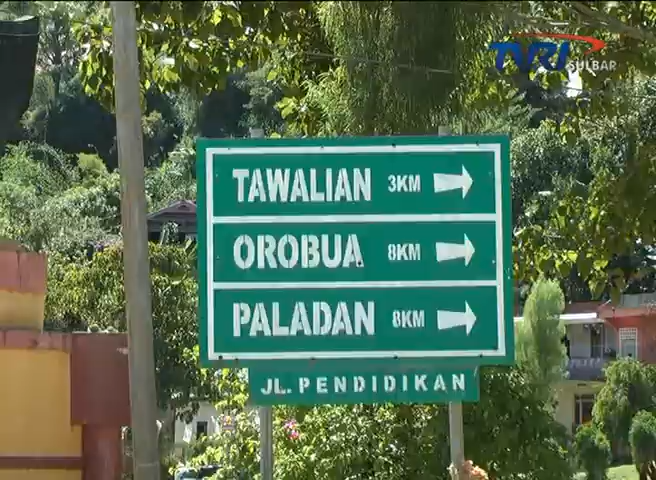 TVRI SULBAR
TAWALIAN 3KM
OROBUA 8KM
PALADAN 8KM
JL. PENDIDIKAN